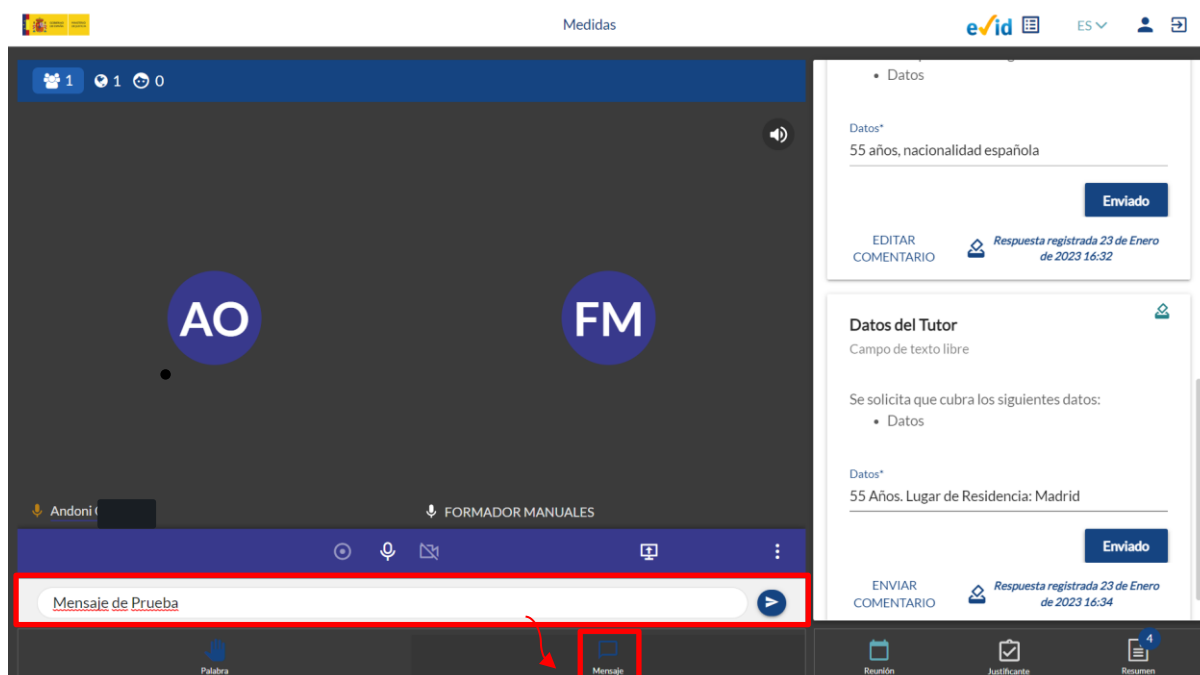 Medidas
e✓id
ES
1 1 0
Datos
Datos*
55 años, nacionalidad española
Enviado
EDITAR
COMENTARIO
Respuesta registrada 23 de Enero
de 2023 16:32
AO
FM
Datos del Tutor
Campo de texto libre
Se solicita que cubra los siguientes datos:
Datos
Datos*
55 Años. Lugar de Residencia: Madrid
Enviado
ENVIAR
COMENTARIO
Respuesta registrada 23 de Enero
de 2023 16:34
Andoni
FORMADOR MANUALES
Mensaje de Prueba
Palabra
Mensaje
Reunión
Justificante
4
Resumen